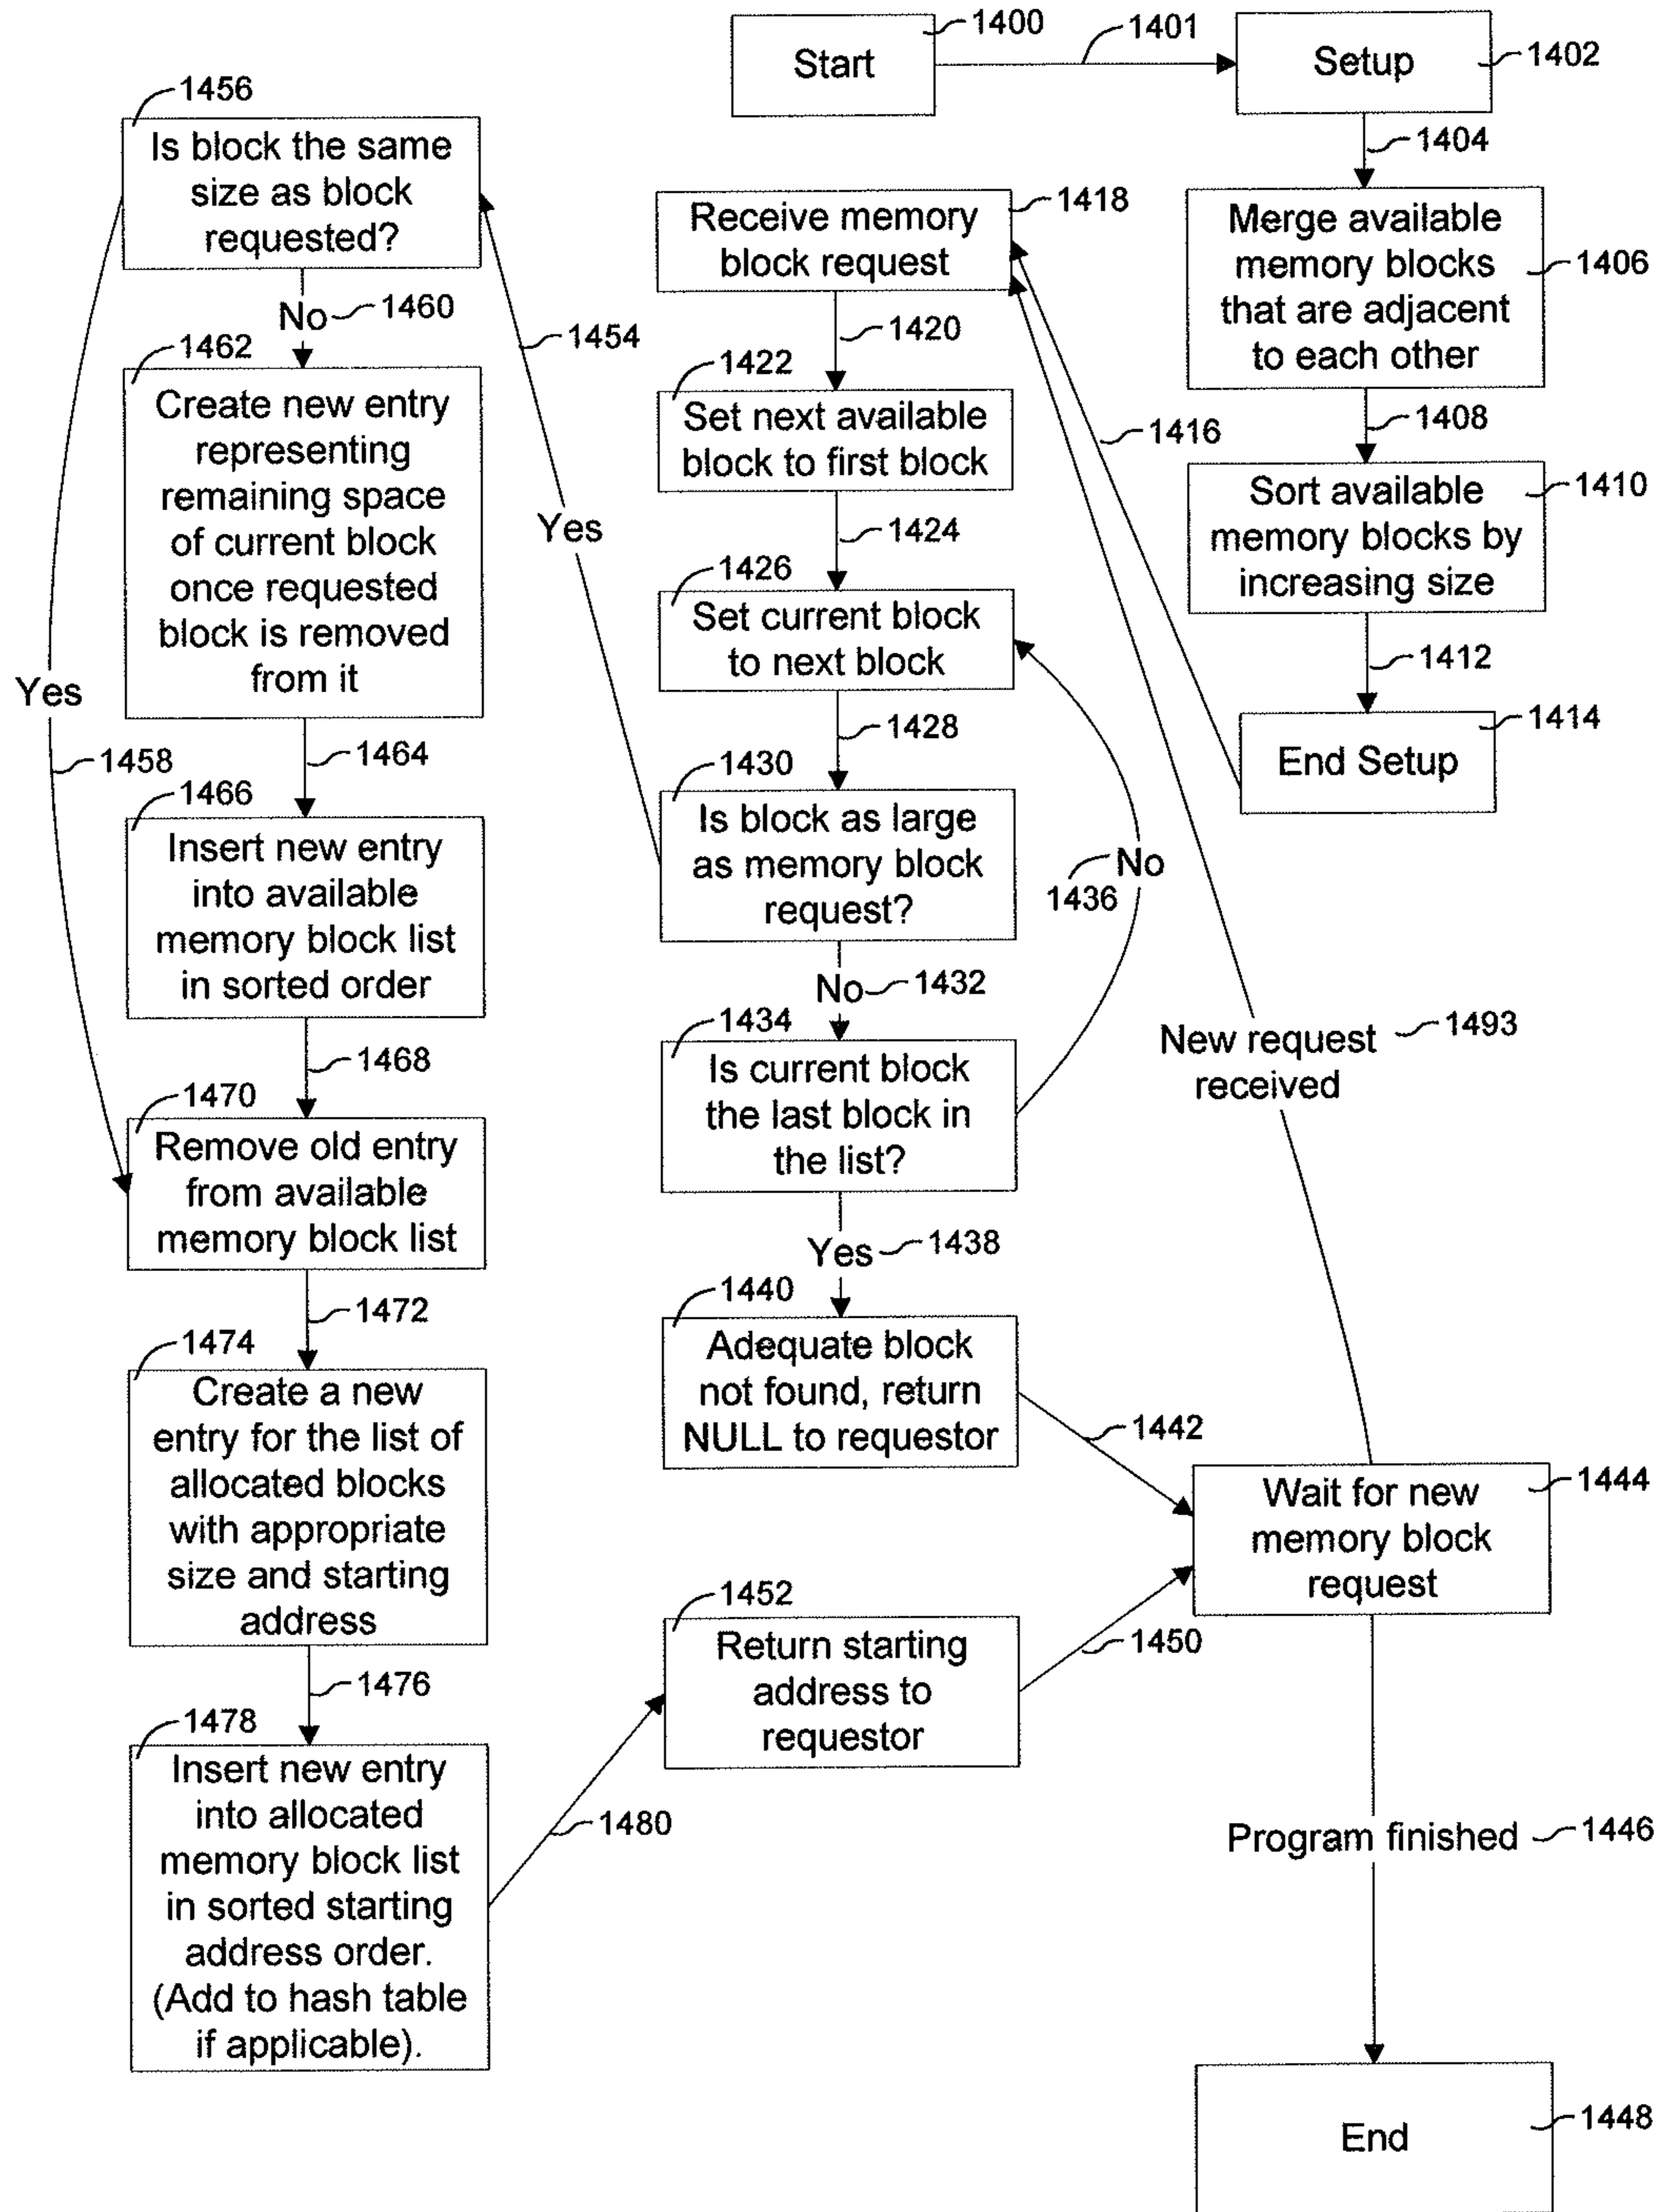 1400
Start
1401
Setup
1402
1404
Merge available
memory blocks
that are adjacent
to each other
1406
1408
Sort available
memory blocks by
increasing size
1410
1412
End Setup
1414
1416
Receive memory
block request
1418
1420
1422
Set next available
block to first block
1424
1426
Set current block
to next block
1428
1430
Is block as large
as memory block
request?
No
1432
1434
Is current block
the last block in
the list?
No
1436
Yes
1438
1440
Adequate block
not found, return
NULL to requestor
1442
Wait for new
memory block
request
1444
New request
received
1493
Program finished
1446
End
1448
1450
1452
Return starting
address to
requestor
Yes
1454
1456
Is block the same
size as block
requested?
Yes
1458
No
1460
1462
Create new entry
representing
remaining space
of current block
once requested
block is removed
from it
1464
1466
Insert new entry
into available
memory block list
in sorted order
1468
1470
Remove old entry
from available
memory block list
1472
1474
Create a new
entry for the list of
allocated blocks
with appropriate
size and starting
address
1476
1478
Insert new entry
into allocated
memory block list
in sorted starting
address order.
(Add to hash table
if applicable).
1480